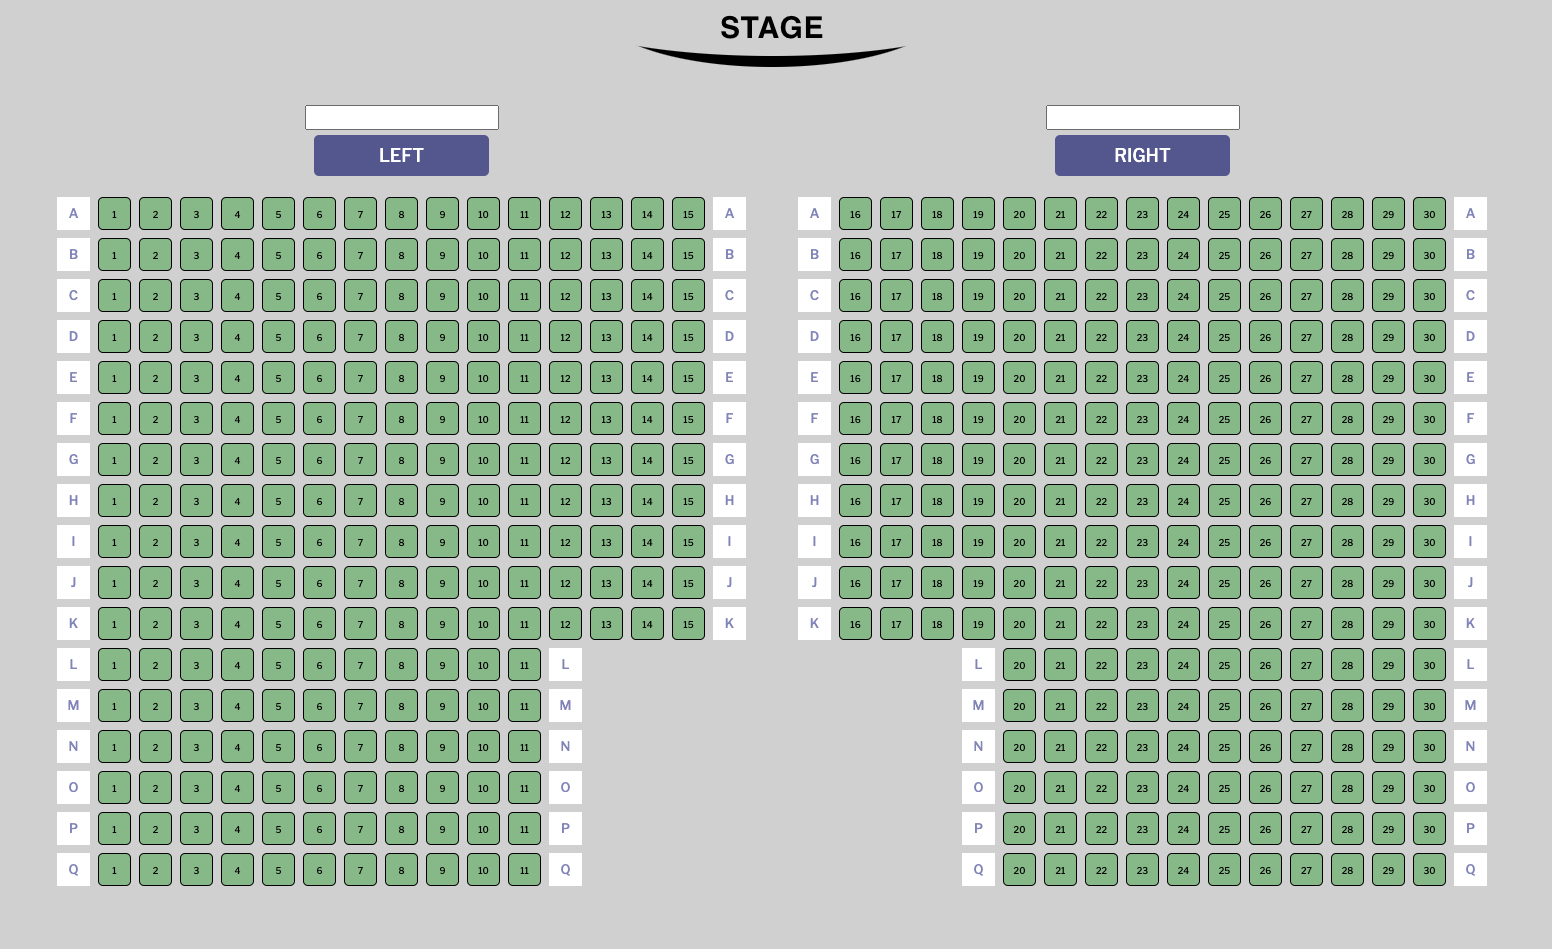 STAGE
LEFT RIGHT
A 1 2 3 4 5 6 7 8 9 10 11 12 13 14 15 A A 16 17 18 19 20 21 22 23 24 25 26 27 28 29 30 A
B 1 2 3 4 5 6 7 8 9 10 11 12 13 14 15 B B 16 17 18 19 20 21 22 23 24 25 26 27 28 29 30 B
C 1 2 3 4 5 6 7 8 9 10 11 12 13 14 15 C C 16 17 18 19 20 21 22 23 24 25 26 27 28 29 30 C
D 1 2 3 4 5 6 7 8 9 10 11 12 13 14 15 D D 16 17 18 19 20 21 22 23 24 25 26 27 28 29 30 D
E 1 2 3 4 5 6 7 8 9 10 11 12 13 14 15 E E 16 17 18 19 20 21 22 23 24 25 26 27 28 29 30 E
F 1 2 3 4 5 6 7 8 9 10 11 12 13 14 15 F F 16 17 18 19 20 21 22 23 24 25 26 27 28 29 30 F
G 1 2 3 4 5 6 7 8 9 10 11 12 13 14 15 G G 16 17 18 19 20 21 22 23 24 25 26 27 28 29 30 G
H 1 2 3 4 5 6 7 8 9 10 11 12 13 14 15 H H 16 17 18 19 20 21 22 23 24 25 26 27 28 29 30 H
I 1 2 3 4 5 6 7 8 9 10 11 12 13 14 15 I I 16 17 18 19 20 21 22 23 24 25 26 27 28 29 30 I
J 1 2 3 4 5 6 7 8 9 10 11 12 13 14 15 J J 16 17 18 19 20 21 22 23 24 25 26 27 28 29 30 J
K 1 2 3 4 5 6 7 8 9 10 11 12 13 14 15 K K 16 17 18 19 20 21 22 23 24 25 26 27 28 29 30 K
L 1 2 3 4 5 6 7 8 9 10 11 L L 20 21 22 23 24 25 26 27 28 29 30 L
M 1 2 3 4 5 6 7 8 9 10 11 M M 20 21 22 23 24 25 26 27 28 29 30 M
N 1 2 3 4 5 6 7 8 9 10 11 N N 20 21 22 23 24 25 26 27 28 29 30 N
O 1 2 3 4 5 6 7 8 9 10 11 O O 20 21 22 23 24 25 26 27 28 29 30 O
P 1 2 3 4 5 6 7 8 9 10 11 P P 20 21 22 23 24 25 26 27 28 29 30 P
Q 1 2 3 4 5 6 7 8 9 10 11 Q Q 20 21 22 23 24 25 26 27 28 29 30 Q